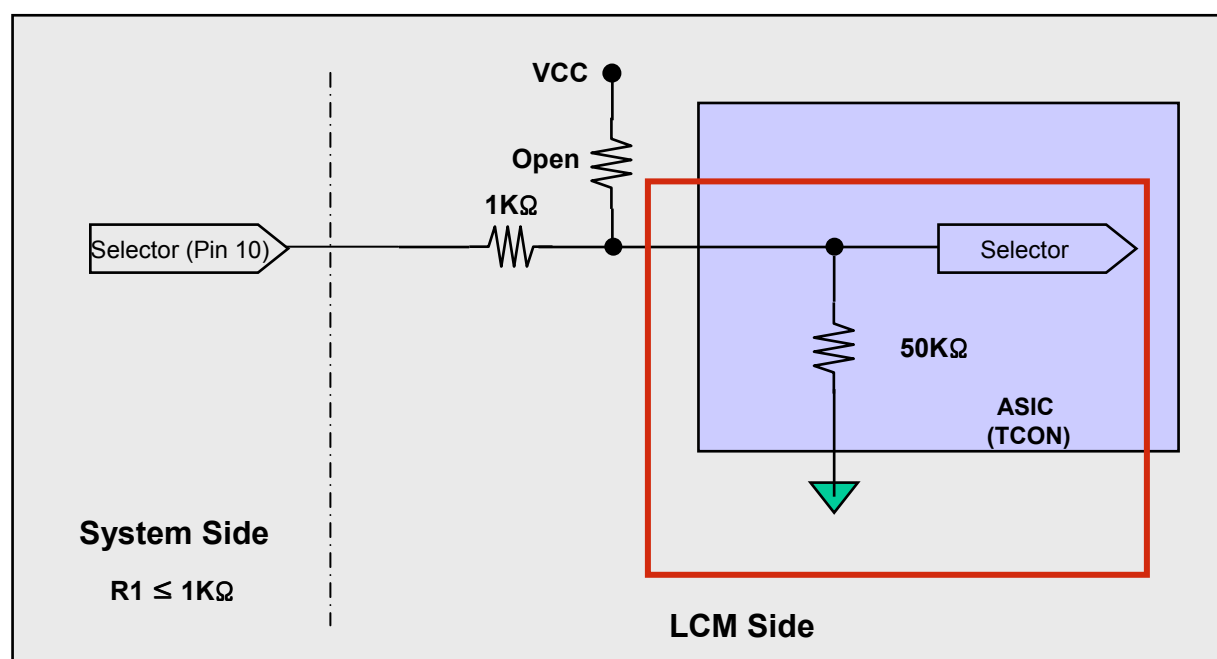 VCC
Open
1KΩ
Selector (Pin 10)
Selector
50KΩ
ASIC
(TCON)
System Side
R1 ≤ 1KΩ
LCM Side